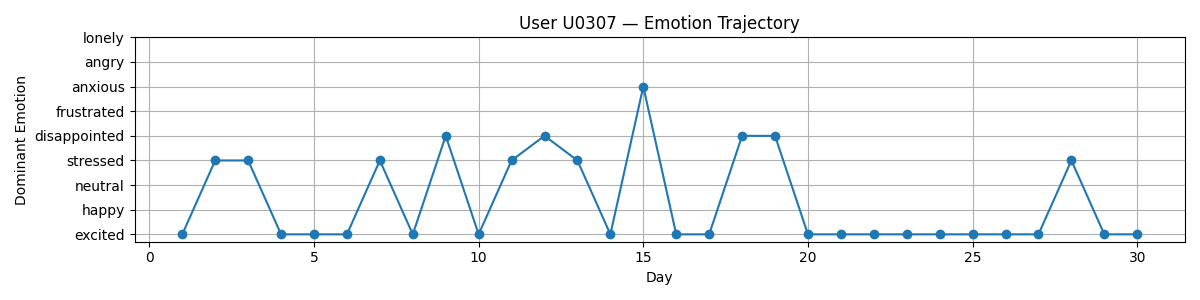 User U0307 — Emotion Trajectory
Dominant Emotion
lonely
angry
anxious
frustrated
disappointed
stressed
neutral
happy
excited
0 5 10 15 20 25 30
Day